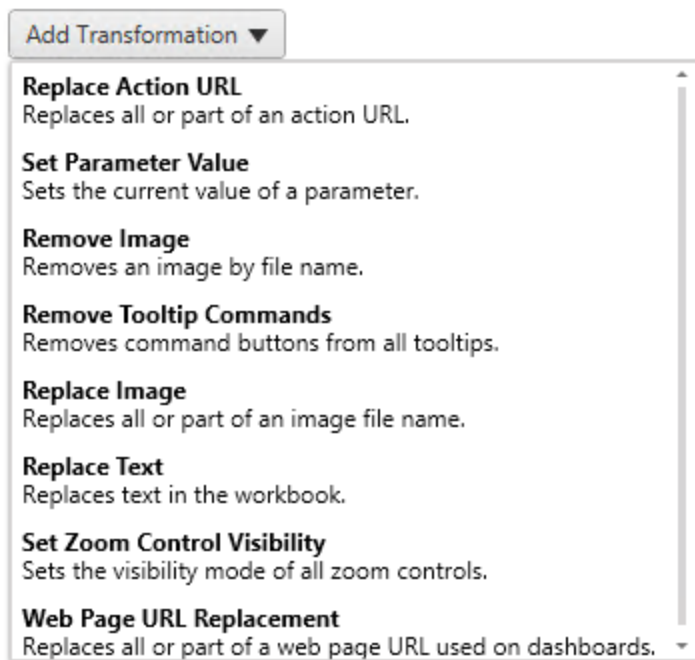 Add Transformation
Replace Action URL
Replaces all or part of an action URL.
Set Parameter Value
Sets the current value of a parameter.
Remove Image
Removes an image by file name.
Remove Tooltip Commands
Removes command buttons from all tooltips.
Replace Image
Replaces all or part of an image file name.
Replace Text
Replaces text in the workbook.
Set Zoom Control Visibility
Sets the visibility mode of all zoom controls.
Web Page URL Replacement
Replaces all or part of a web page URL used on dashboards.